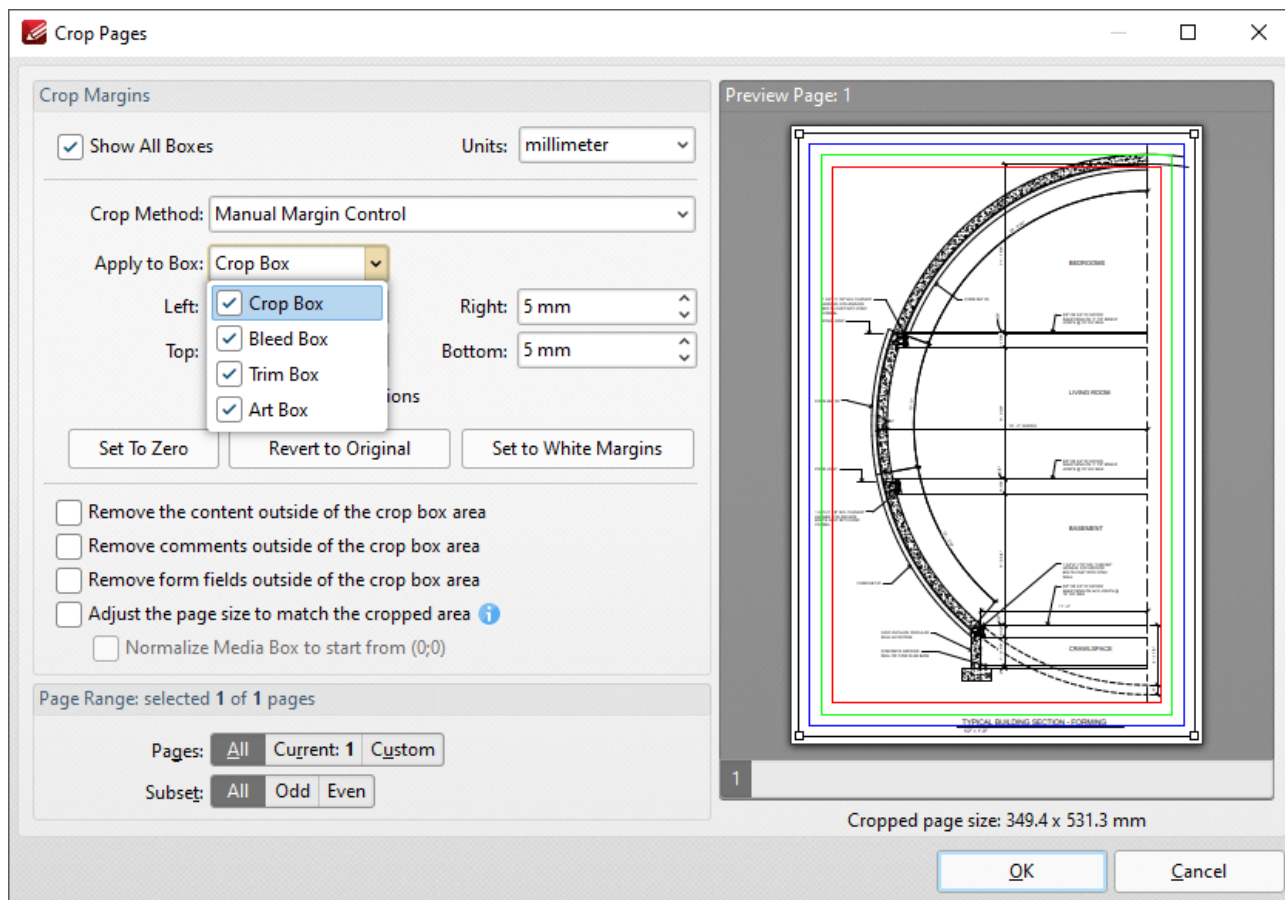 Crop Pages
Crop Margins
Show All Boxes
Units: millimeter
Crop Method: Manual Margin Control
Apply to Box: Crop Box
Left:
Crop Box
Right: 5 mm
Bleed Box
Top:
Bottom: 5 mm
Trim Box
ions
Art Box
Set To Zero
Revert to Original
Set to White Margins
Remove the content outside of the crop box area
Remove comments outside of the crop box area
Remove form fields outside of the crop box area
Adjust the page size to match the cropped area
Normalize Media Box to start from (0;0)
Page Range: selected 1 of 1 pages
Pages: All Current: 1 Custom
Subset: All Odd Even
Preview Page: 1
BEDROOMS
LIVING ROOM
BASEMENT
CRAWLSPACE
TYPICAL BUILDING SECTION - FORMING
1
Cropped page size: 349.4 x 531.3 mm
OK
Cancel